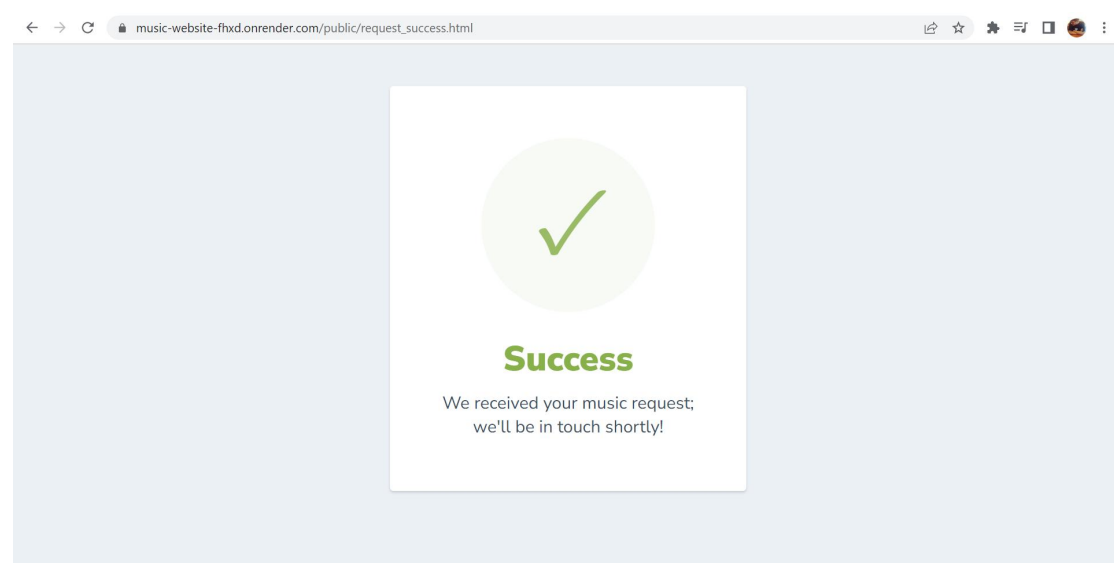 music-website-fhxd.onrender.com/public/request_success.html
✓
Success
We received your music request;
we'll be in touch shortly!